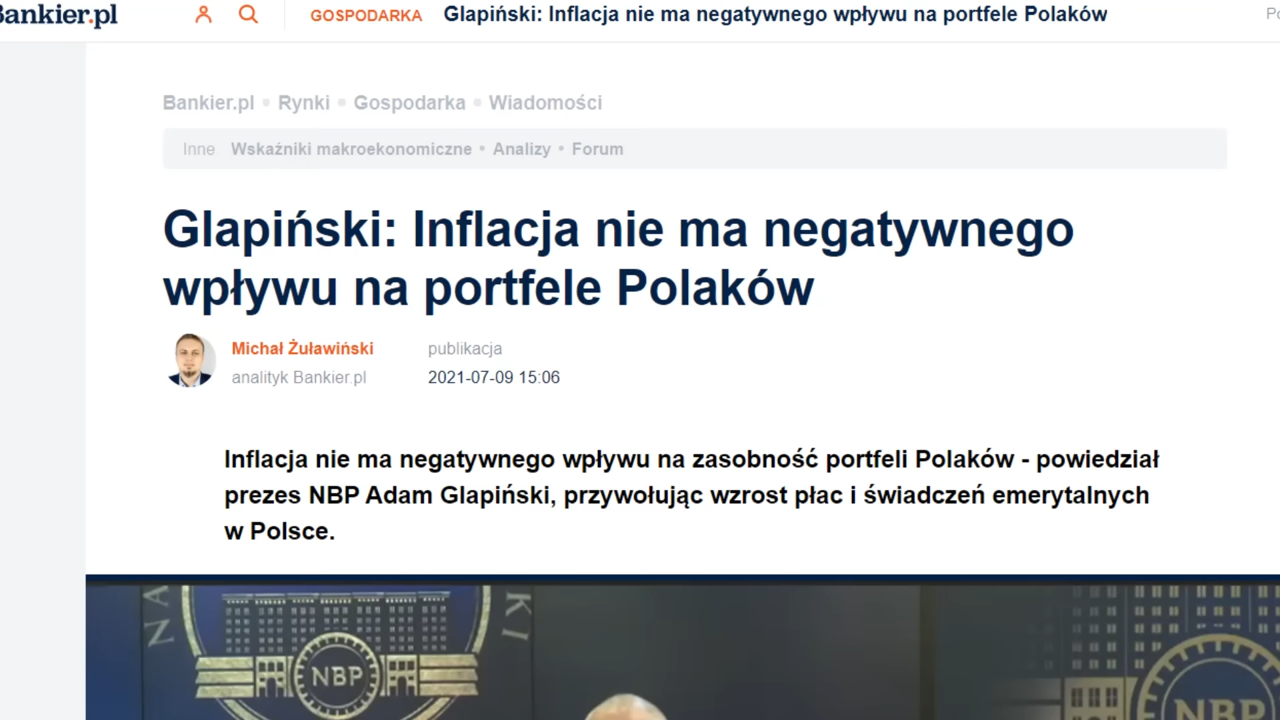 Bankier.pl GOSPODARKA Glapiński: Inflacja nie ma negatywnego wpływu na portfele Polaków
Bankier.pl • Rynki • Gospodarka • Wiadomości
Inne Wskaźniki makroekonomiczne • Analizy • Forum
Glapiński: Inflacja nie ma negatywnego
wpływu na portfele Polaków
Michał Żuławiński publikacja
analityk Bankier.pl 2021-07-09 15:06
Inflacja nie ma negatywnego wpływu na zasobność portfeli Polaków - powiedział
prezes NBP Adam Glapiński, przywołując wzrost płac i świadczeń emerytalnych
w Polsce.
NBP
NBP